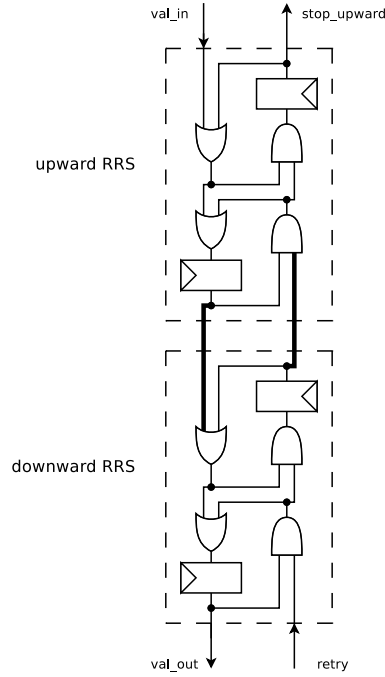 val_in
stop_upward
upward RRS
downward RRS
val_out
retry